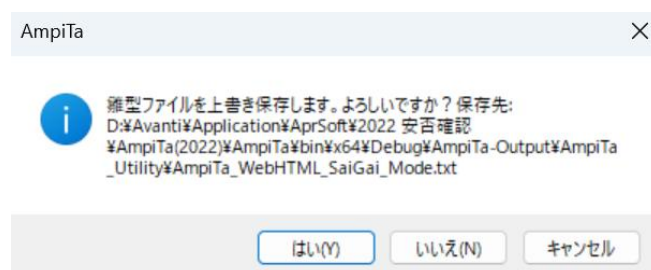 AmpiTa
雛型ファイルを上書き保存します。よろしいですか？保存先:
D:¥Avanti¥Application¥AprSoft¥2022 安否確認
¥AmpiTa(2022)¥AmpiTa¥bin¥x64¥Debug¥AmpiTa-Output¥AmpiTa
_Utility¥AmpiTa_WebHTML_SaiGai_Mode.txt
はい(Y)
いいえ(N)
キャンセル